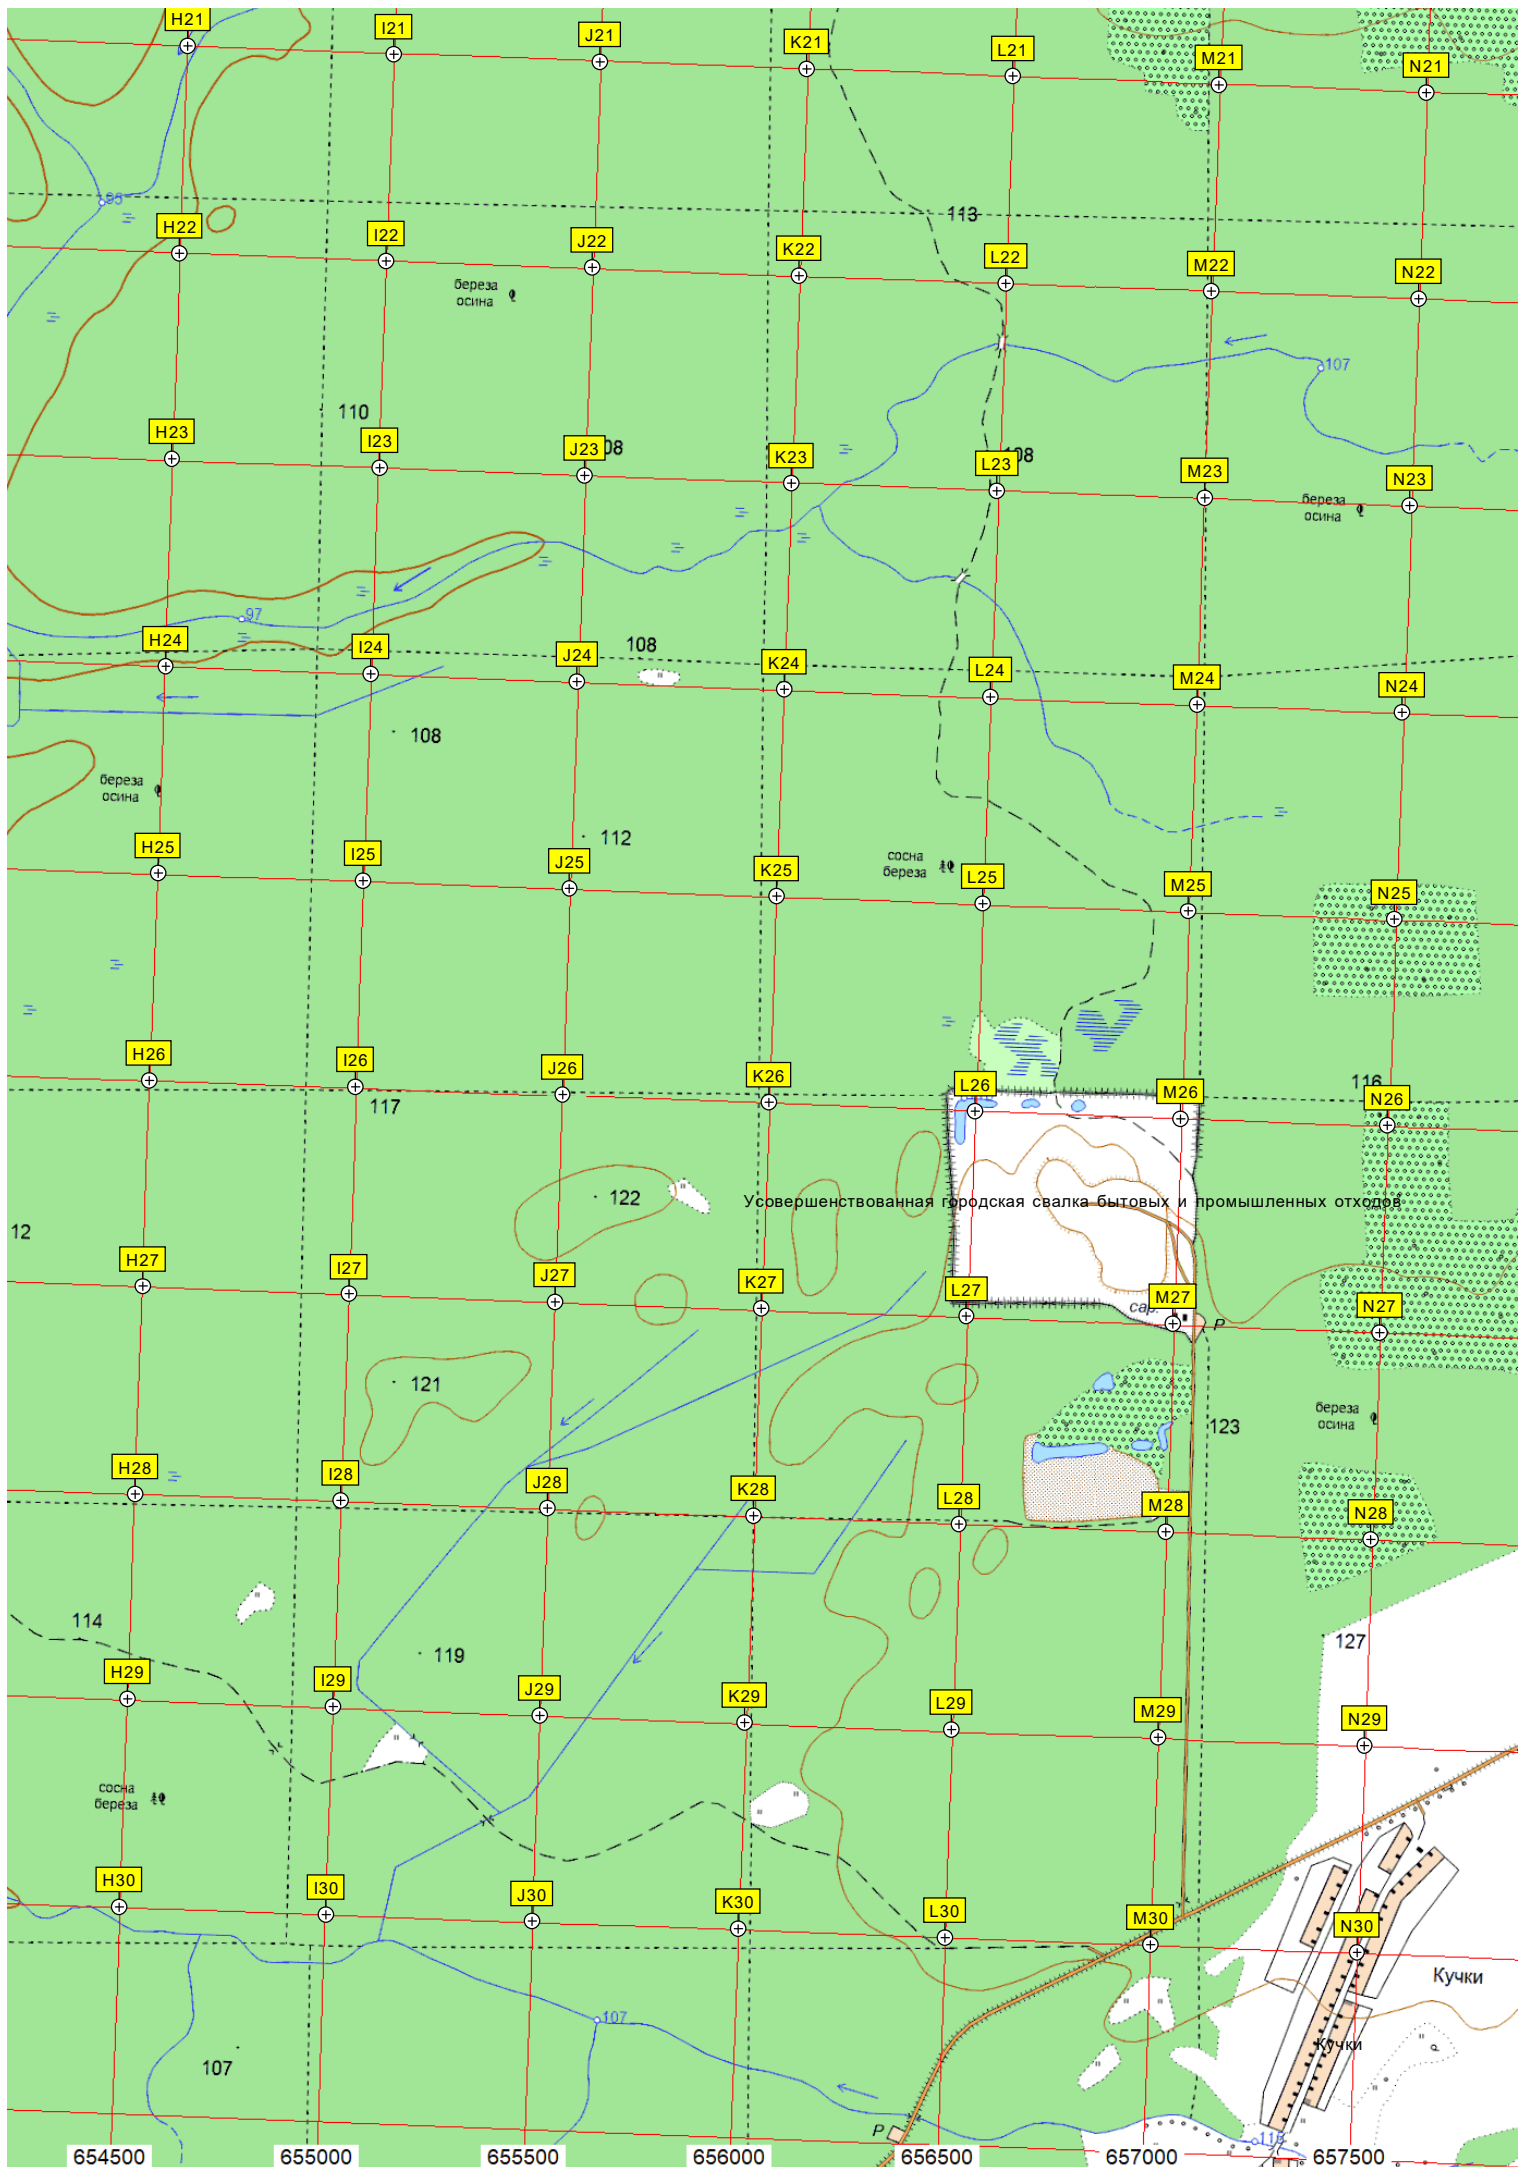 H21
I21
J21
K21
L21
M21
N21
95
113
H22
I22
J22
K22
L22
M22
N22
береза
осина
107
110
H23
I23
J23
08
K23
L23
08
M23
N23
береза
осина
97
H24
I24
J24
108
K24
L24
M24
N24
108
береза
осина
112
H25
I25
J25
K25
сосна
береза
L25
M25
N25
H26
I26
J26
K26
L26
M26
116
N26
117
122
Усовершенствованная городская свалка бытовых и промышленных отходов
12
H27
I27
J27
K27
L27
сар.
M27
P
N27
121
береза
осина
123
H28
I28
J28
K28
L28
M28
N28
114
119
127
H29
I29
J29
K29
L29
M29
N29
сосна
береза
H30
I30
J30
K30
L30
M30
N30
Кучки
107
Кучки
107
P
654500
655000
655500
656000
656500
657000
657500